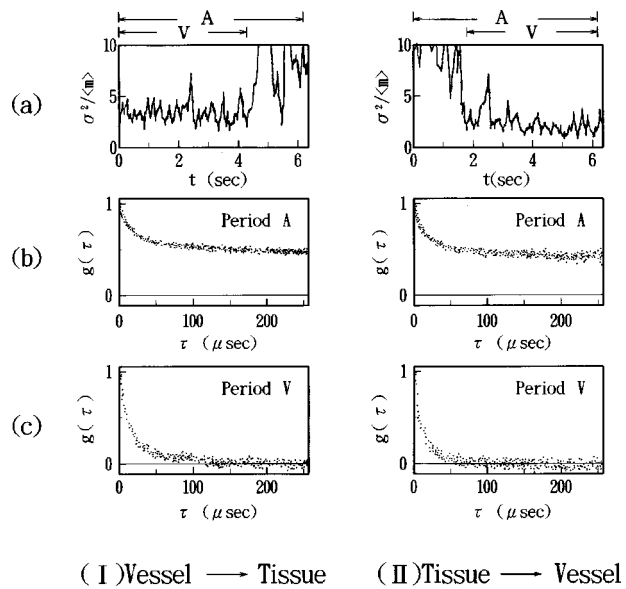 A A
V V
(a)
σ²/<m> 10 5 0
0 2 4 6
t (sec)
σ²/<m> 10 5 0
0 2 4 6
t(sec)
(b)
g(τ) 1 0
Period A
0 100 200
τ (μsec)
g(τ) 1 0
Period A
0 100 200
τ (μsec)
(c)
g(τ) 1 0
Period V
0 100 200
τ (μsec)
g(τ) 1 0
Period V
0 100 200
τ (μsec)
(I)Vessel → Tissue (II)Tissue → Vessel